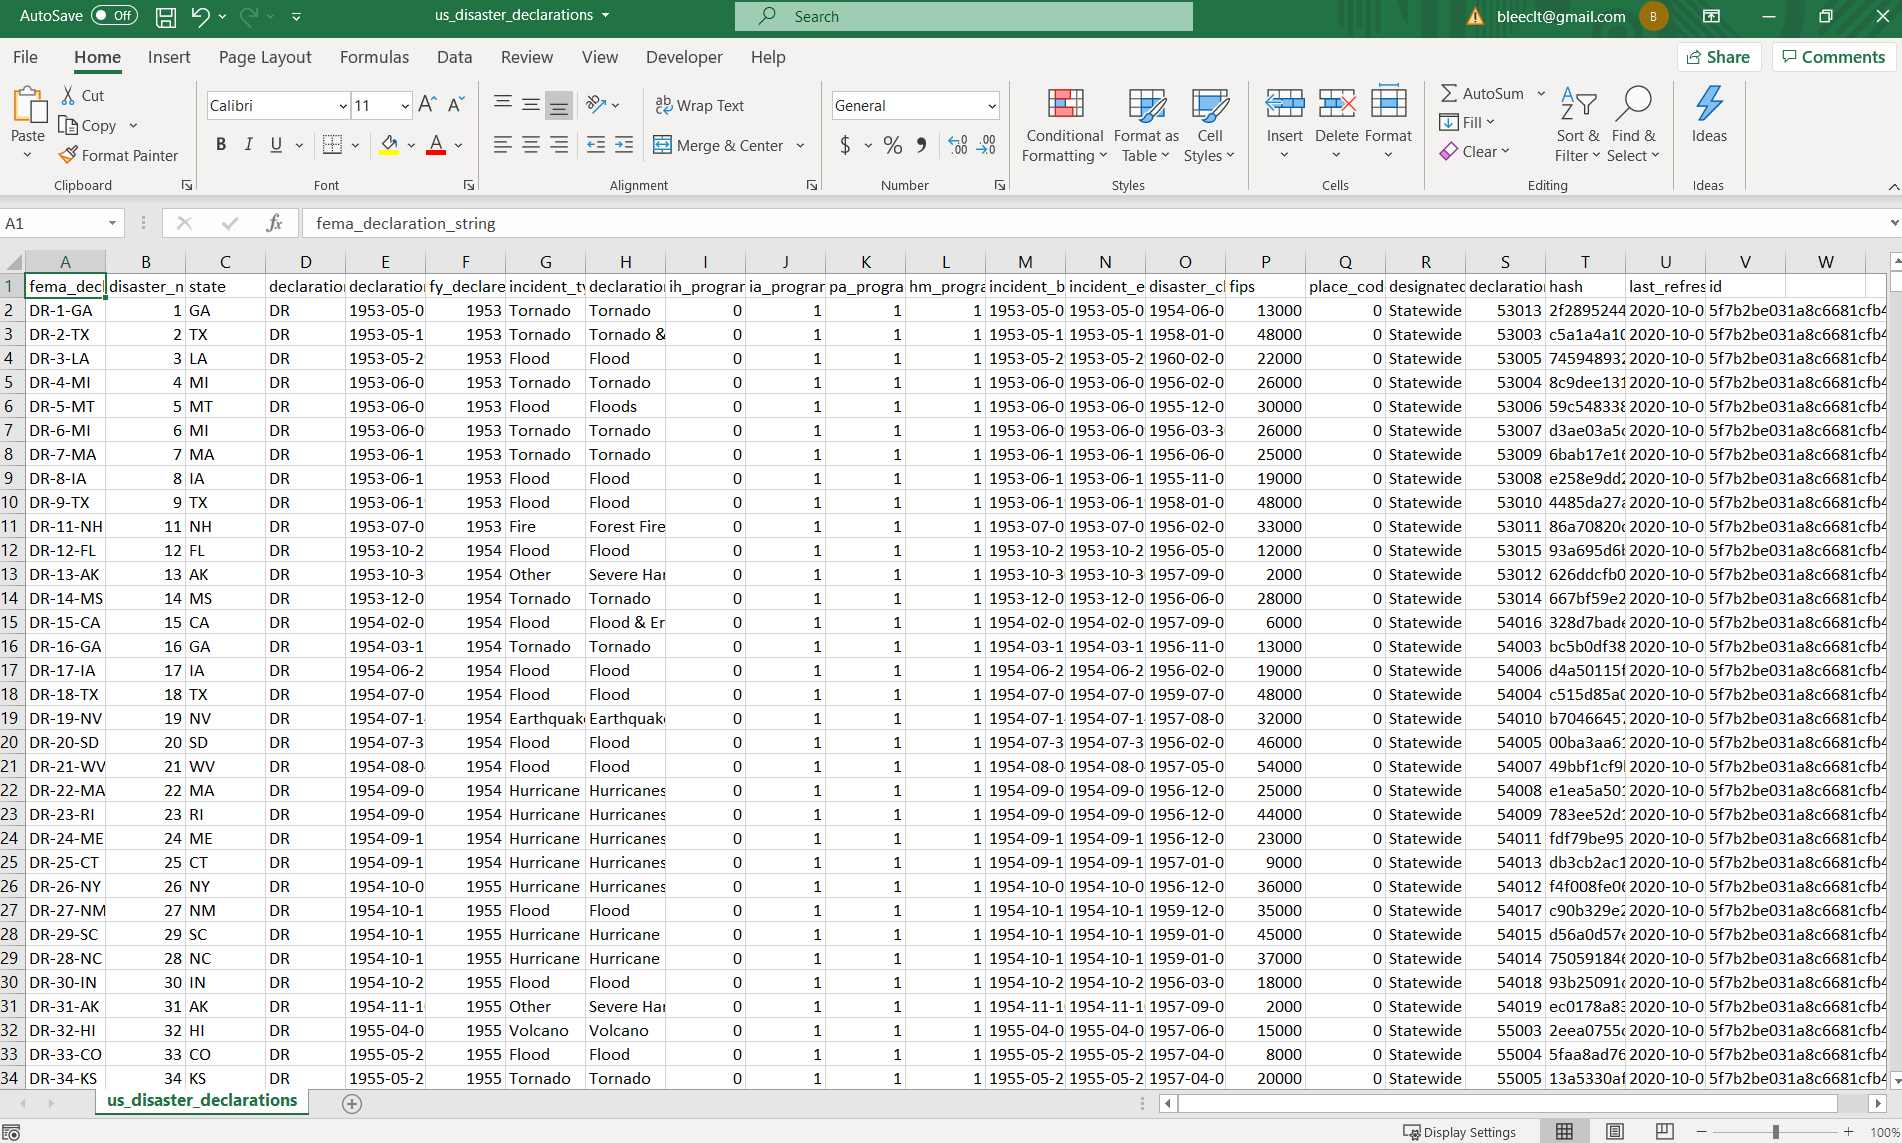 AutoSave Off us_disaster_declarations Search bleeclt@gmail.com B
File Home Insert Page Layout Formulas Data Review View Developer Help Share Comments
Paste Cut Copy Format Painter Clipboard
Calibri 11 A A B I U A Font
ab Wrap Text Merge & Center Alignment
General $ % 9 .00 .00 Number
Conditional Formatting Format as Table Cell Styles Styles
Insert Delete Format Cells
AutoSum Fill Clear Sort & Filter Find & Select Editing
Ideas Ideas
A1 fx fema_declaration_string
A B C D E F G H I J K L M N O P Q R S T U V W
1 fema_decl disaster_n state declaration declaration fy_declare incident_ty declaration ih_program ia_program pa_progra hm_progra incident_b incident_e disaster_cl fips place_cod designated declaration hash last_refres id
2 DR-1-GA 1 GA DR 1953-05-0 1953 Tornado Tornado 0 1 1 1 1953-05-0 1953-05-0 1954-06-0 13000 0 Statewide 53013 2f2895244 2020-10-0 5f7b2be031a8c6681cfb4
3 DR-2-TX 2 TX DR 1953-05-1 1953 Tornado Tornado & 0 1 1 1 1953-05-1 1953-05-1 1958-01-0 48000 0 Statewide 53003 c5a1a4a10 2020-10-0 5f7b2be031a8c6681cfb4
4 DR-3-LA 3 LA DR 1953-05-2 1953 Flood Flood 0 1 1 1 1953-05-2 1953-05-2 1960-02-0 22000 0 Statewide 53005 745948932 2020-10-0 5f7b2be031a8c6681cfb4
5 DR-4-MI 4 MI DR 1953-06-0 1953 Tornado Tornado 0 1 1 1 1953-06-0 1953-06-0 1956-02-0 26000 0 Statewide 53004 8c9dee131 2020-10-0 5f7b2be031a8c6681cfb4
6 DR-5-MT 5 MT DR 1953-06-0 1953 Flood Floods 0 1 1 1 1953-06-0 1953-06-0 1955-12-0 30000 0 Statewide 53006 59c548338 2020-10-0 5f7b2be031a8c6681cfb4
7 DR-6-MI 6 MI DR 1953-06-0 1953 Tornado Tornado 0 1 1 1 1953-06-0 1953-06-0 1956-03-3 26000 0 Statewide 53007 d3ae03a5c 2020-10-0 5f7b2be031a8c6681cfb4
8 DR-7-MA 7 MA DR 1953-06-1 1953 Tornado Tornado 0 1 1 1 1953-06-1 1953-06-1 1956-06-0 25000 0 Statewide 53009 6bab17e16 2020-10-0 5f7b2be031a8c6681cfb4
9 DR-8-IA 8 IA DR 1953-06-1 1953 Flood Flood 0 1 1 1 1953-06-1 1953-06-1 1955-11-0 19000 0 Statewide 53008 e258e9dd2 2020-10-0 5f7b2be031a8c6681cfb4
10 DR-9-TX 9 TX DR 1953-06-1 1953 Flood Flood 0 1 1 1 1953-06-1 1953-06-1 1958-01-0 48000 0 Statewide 53010 4485da27a 2020-10-0 5f7b2be031a8c6681cfb4
11 DR-11-NH 11 NH DR 1953-07-0 1953 Fire Forest Fire 0 1 1 1 1953-07-0 1953-07-0 1956-02-0 33000 0 Statewide 53011 86a70820c 2020-10-0 5f7b2be031a8c6681cfb4
12 DR-12-FL 12 FL DR 1953-10-2 1954 Flood Flood 0 1 1 1 1953-10-2 1953-10-2 1956-05-0 12000 0 Statewide 53015 93a695d6b 2020-10-0 5f7b2be031a8c6681cfb4
13 DR-13-AK 13 AK DR 1953-10-3 1954 Other Severe Har 0 1 1 1 1953-10-3 1953-10-3 1957-09-0 2000 0 Statewide 53012 626ddcfb0 2020-10-0 5f7b2be031a8c6681cfb4
14 DR-14-MS 14 MS DR 1953-12-0 1954 Tornado Tornado 0 1 1 1 1953-12-0 1953-12-0 1956-06-0 28000 0 Statewide 53014 667bf59e2 2020-10-0 5f7b2be031a8c6681cfb4
15 DR-15-CA 15 CA DR 1954-02-0 1954 Flood Flood & Er 0 1 1 1 1954-02-0 1954-02-0 1957-09-0 6000 0 Statewide 54016 328d7bade 2020-10-0 5f7b2be031a8c6681cfb4
16 DR-16-GA 16 GA DR 1954-03-1 1954 Tornado Tornado 0 1 1 1 1954-03-1 1954-03-1 1956-11-0 13000 0 Statewide 54003 bc5b0df38 2020-10-0 5f7b2be031a8c6681cfb4
17 DR-17-IA 17 IA DR 1954-06-2 1954 Flood Flood 0 1 1 1 1954-06-2 1954-06-2 1956-02-0 19000 0 Statewide 54006 d4a50115f 2020-10-0 5f7b2be031a8c6681cfb4
18 DR-18-TX 18 TX DR 1954-07-0 1954 Flood Flood 0 1 1 1 1954-07-0 1954-07-0 1959-07-0 48000 0 Statewide 54004 c515d85a0 2020-10-0 5f7b2be031a8c6681cfb4
19 DR-19-NV 19 NV DR 1954-07-1 1954 Earthquake Earthquake 0 1 1 1 1954-07-1 1954-07-1 1957-08-0 32000 0 Statewide 54010 b70466457 2020-10-0 5f7b2be031a8c6681cfb4
20 DR-20-SD 20 SD DR 1954-07-3 1954 Flood Flood 0 1 1 1 1954-07-3 1954-07-3 1956-02-0 46000 0 Statewide 54005 00ba3aa61 2020-10-0 5f7b2be031a8c6681cfb4
21 DR-21-WV 21 WV DR 1954-08-0 1954 Flood Flood 0 1 1 1 1954-08-0 1954-08-0 1957-05-0 54000 0 Statewide 54007 49bbf1cf9 2020-10-0 5f7b2be031a8c6681cfb4
22 DR-22-MA 22 MA DR 1954-09-0 1954 Hurricane Hurricanes 0 1 1 1 1954-09-0 1954-09-0 1956-12-0 25000 0 Statewide 54008 e1ea5a501 2020-10-0 5f7b2be031a8c6681cfb4
23 DR-23-RI 23 RI DR 1954-09-0 1954 Hurricane Hurricanes 0 1 1 1 1954-09-0 1954-09-0 1956-12-0 44000 0 Statewide 54009 783ee52d1 2020-10-0 5f7b2be031a8c6681cfb4
24 DR-24-ME 24 ME DR 1954-09-1 1954 Hurricane Hurricanes 0 1 1 1 1954-09-1 1954-09-1 1956-12-0 23000 0 Statewide 54011 fdf79be95 2020-10-0 5f7b2be031a8c6681cfb4
25 DR-25-CT 25 CT DR 1954-09-1 1954 Hurricane Hurricanes 0 1 1 1 1954-09-1 1954-09-1 1957-01-0 9000 0 Statewide 54013 db3cb2ac1 2020-10-0 5f7b2be031a8c6681cfb4
26 DR-26-NY 26 NY DR 1954-10-0 1955 Hurricane Hurricanes 0 1 1 1 1954-10-0 1954-10-0 1956-12-0 36000 0 Statewide 54012 f4f008fe06 2020-10-0 5f7b2be031a8c6681cfb4
27 DR-27-NM 27 NM DR 1954-10-1 1955 Flood Flood 0 1 1 1 1954-10-1 1954-10-1 1959-12-0 35000 0 Statewide 54017 c90b329e2 2020-10-0 5f7b2be031a8c6681cfb4
28 DR-29-SC 29 SC DR 1954-10-1 1955 Hurricane Hurricane 0 1 1 1 1954-10-1 1954-10-1 1959-01-0 45000 0 Statewide 54015 d56a0d57e 2020-10-0 5f7b2be031a8c6681cfb4
29 DR-28-NC 28 NC DR 1954-10-1 1955 Hurricane Hurricane 0 1 1 1 1954-10-1 1954-10-1 1959-01-0 37000 0 Statewide 54014 750591846 2020-10-0 5f7b2be031a8c6681cfb4
30 DR-30-IN 30 IN DR 1954-10-2 1955 Flood Flood 0 1 1 1 1954-10-2 1954-10-2 1956-03-0 18000 0 Statewide 54018 93b25091c 2020-10-0 5f7b2be031a8c6681cfb4
31 DR-31-AK 31 AK DR 1954-11-1 1955 Other Severe Har 0 1 1 1 1954-11-1 1954-11-1 1957-09-0 2000 0 Statewide 54019 ec0178a83 2020-10-0 5f7b2be031a8c6681cfb4
32 DR-32-HI 32 HI DR 1955-04-0 1955 Volcano Volcano 0 1 1 1 1955-04-0 1955-04-0 1957-06-0 15000 0 Statewide 55003 2eea0755c 2020-10-0 5f7b2be031a8c6681cfb4
33 DR-33-CO 33 CO DR 1955-05-2 1955 Flood Flood 0 1 1 1 1955-05-2 1955-05-2 1957-04-0 8000 0 Statewide 55004 5faa8ad76 2020-10-0 5f7b2be031a8c6681cfb4
34 DR-34-KS 34 KS DR 1955-05-2 1955 Tornado Tornado 0 1 1 1 1955-05-2 1955-05-2 1957-04-0 20000 0 Statewide 55005 13a5330af 2020-10-0 5f7b2be031a8c6681cfb4
us_disaster_declarations
Display Settings 100%